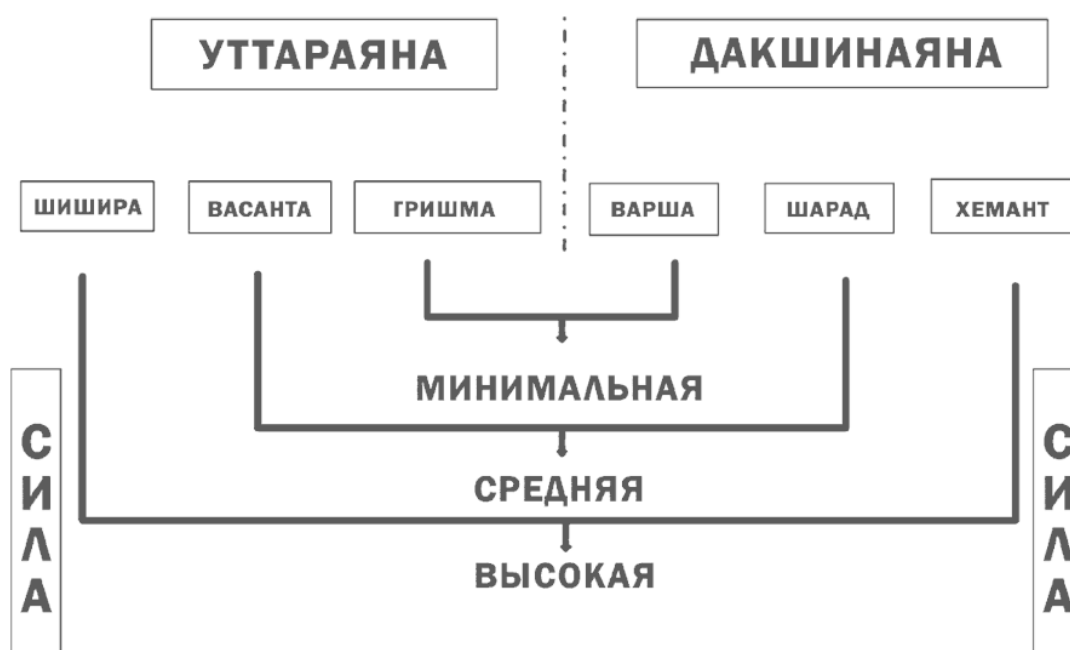 УТТАРАЯНА
ДАКШИНАЯНА
ШИШИРА
ВАСАНТА
ГРИШМА
ВАРША
ШАРАД
ХЕМАНТ
МИНИМАЛЬНАЯ
СРЕДНЯЯ
ВЫСОКАЯ
СИЛА
СИЛА